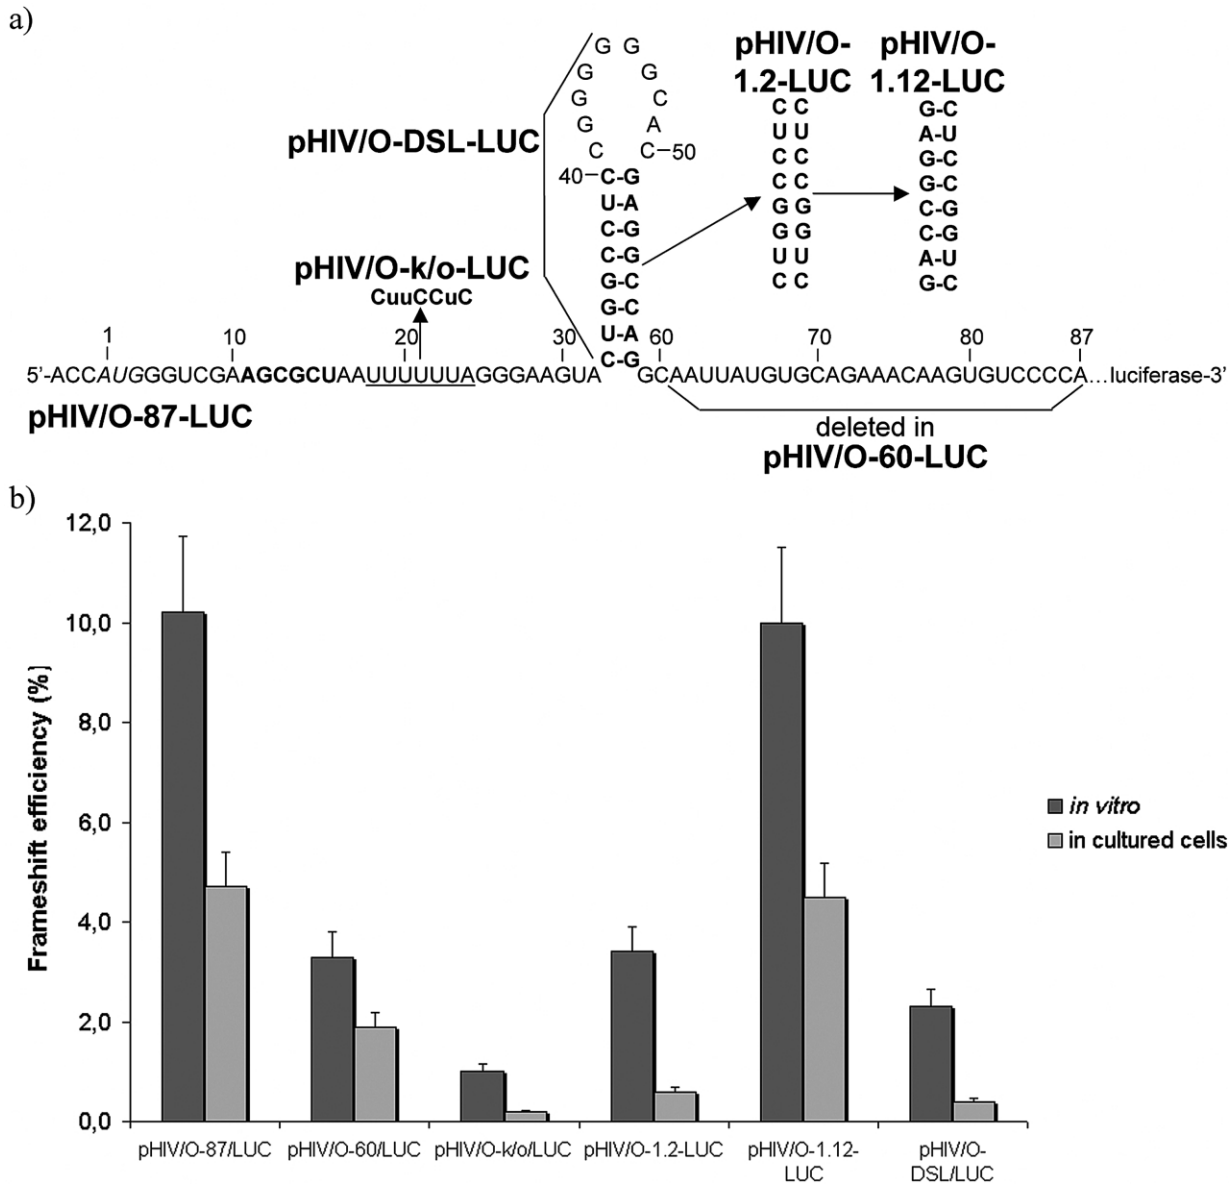 a)
pHIV/O- pHIV/O-
1.2-LUC 1.12-LUC
G G
G G
G C
G A
C C–50
pHIV/O-DSL-LUC
40–C-G
U-A
C-G
C-G
G-C
G-C
U-A
C-G
C C
U U
C C
C C
G G
G G
U U
C C
G-C
A-U
G-C
G-C
C-G
C-G
A-U
G-C
pHIV/O-k/o-LUC
CuuCCuC
1 10 20 30 60 70 80 87
5'-ACCAUGGGUCGAAGCGCUAAUUUUUUAGGGAAGUA GCAAUUAUGUGCAGAAACAAGUGUCCCCA...luciferase-3'
pHIV/O-87-LUC
deleted in
pHIV/O-60-LUC
b)
12,0
10,0
8,0
6,0
4,0
2,0
0,0
Frameshift efficiency (%)
in vitro
in cultured cells
pHIV/O-87/LUC pHIV/O-60/LUC pHIV/O-k/o/LUC pHIV/O-1.2-LUC pHIV/O-1.12- pHIV/O-
LUC DSL/LUC